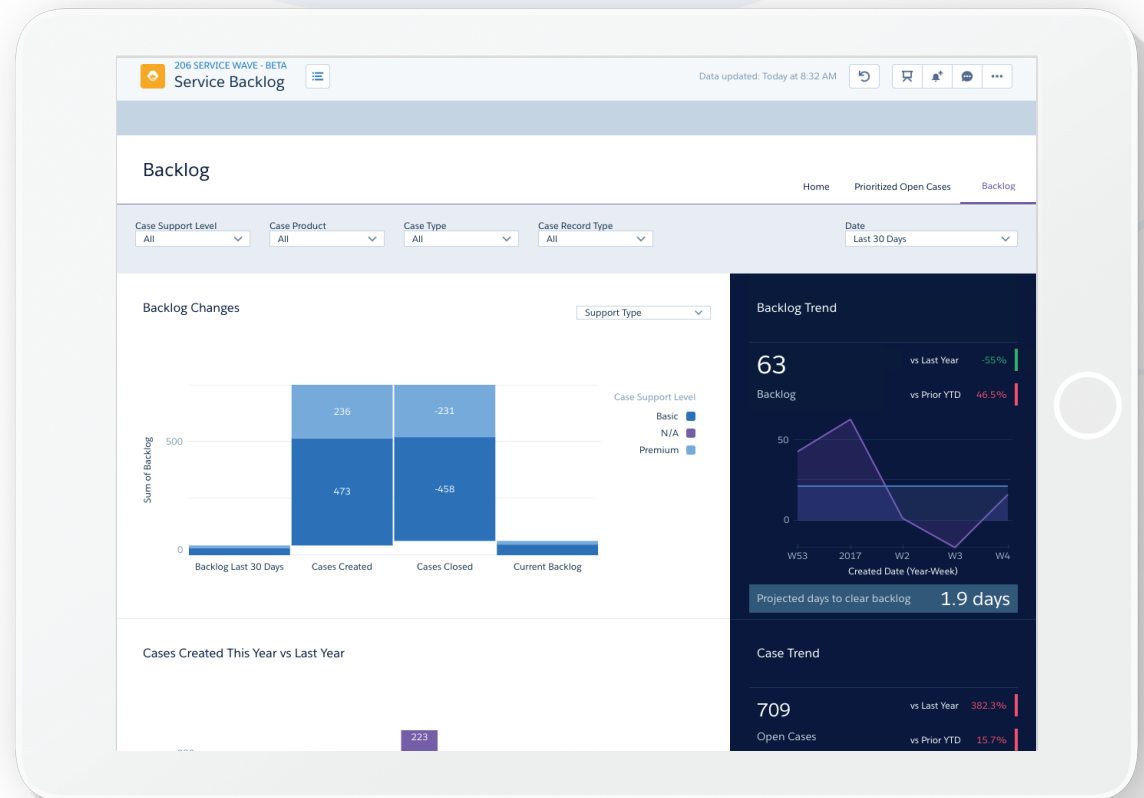 206 SERVICE WAVE - BETA
Service Backlog
Data updated: Today at 8:32 AM
Backlog
Home Prioritized Open Cases Backlog
Case Support Level Case Product Case Type Case Record Type Date
All All All All Last 30 Days
Backlog Changes
Support Type
236 -231
473 -458
500
0
Sum of Backlog
Backlog Last 30 Days Cases Created Cases Closed Current Backlog
Case Support Level
Basic
N/A
Premium
Backlog Trend
63
Backlog
vs Last Year -55%
vs Prior YTD 46.5%
50
0
W53 2017 W2 W3 W4
Created Date (Year-Week)
Projected days to clear backlog 1.9 days
Cases Created This Year vs Last Year
223
Case Trend
709
Open Cases
vs Last Year 382.3%
vs Prior YTD 15.7%